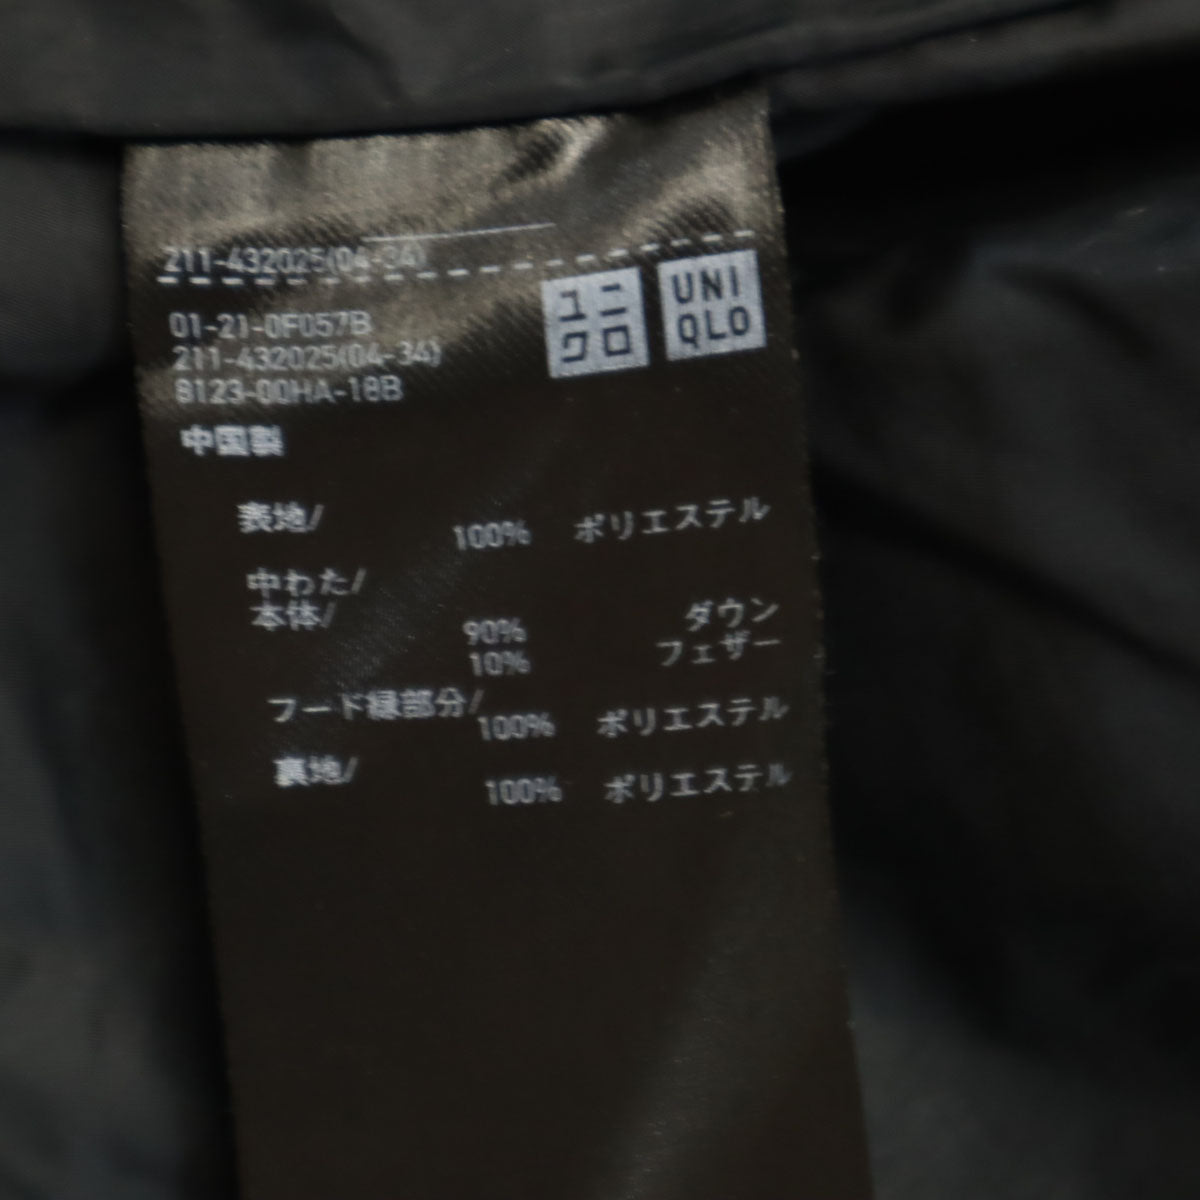 211-432025(04-34)
ユニ
クロ
UNI
QLO
01-21-0F057B
211-432025(04-34)
8123-00HA-18B
中国製
表地/
100% ポリエステル
中わた/
本体/
90% ダウン
10% フェザー
フード縁部分/
100% ポリエステル
裏地/
100% ポリエステル